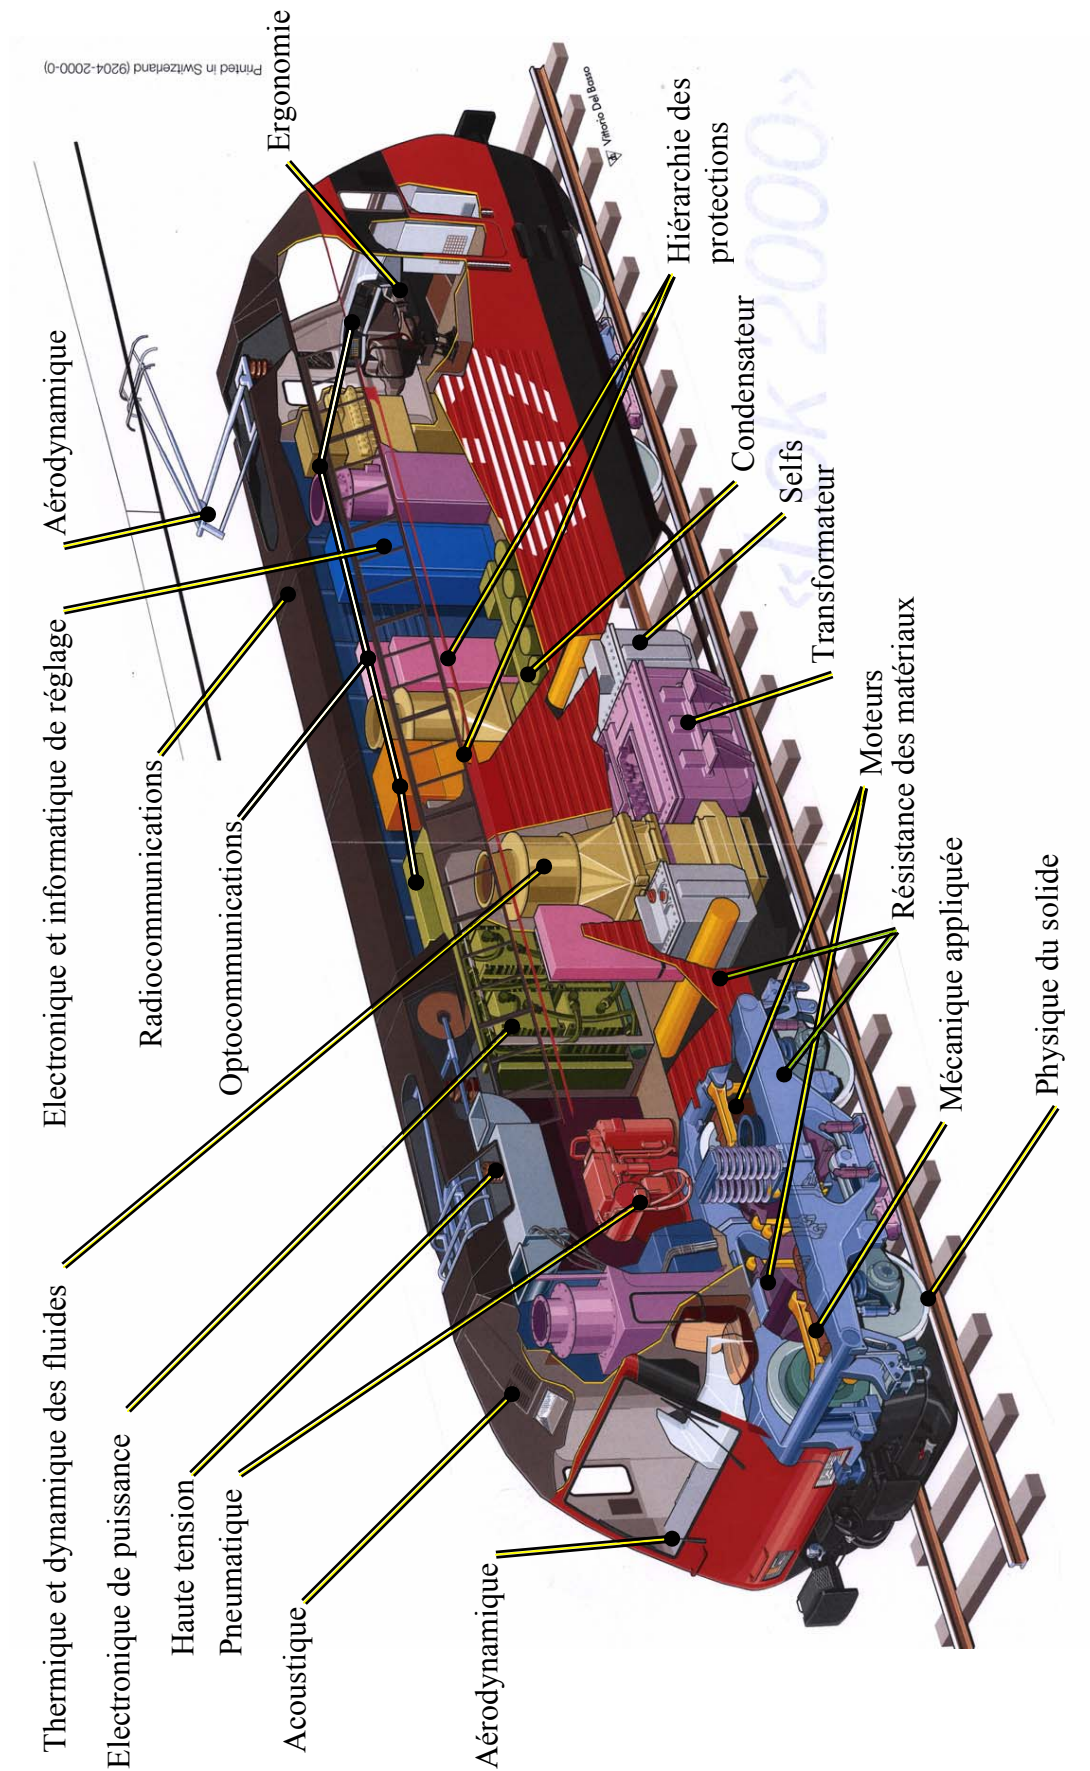 Thermique et dynamique des fluides
Electronique et informatique de réglage
Aérodynamique
Electronique de puissance
Radiocommunications
Haute tension
Optocommunications
Pneumatique
Ergonomie
Acoustique
Aérodynamique
Hiérarchie des
protections
Condensateur
Selfs
Transformateur
Moteurs
Résistance des matériaux
Mécanique appliquée
Physique du solide
Printed in Switzerland (9204-2000-0)
Vittorio Del Basso
«Lok 2000»